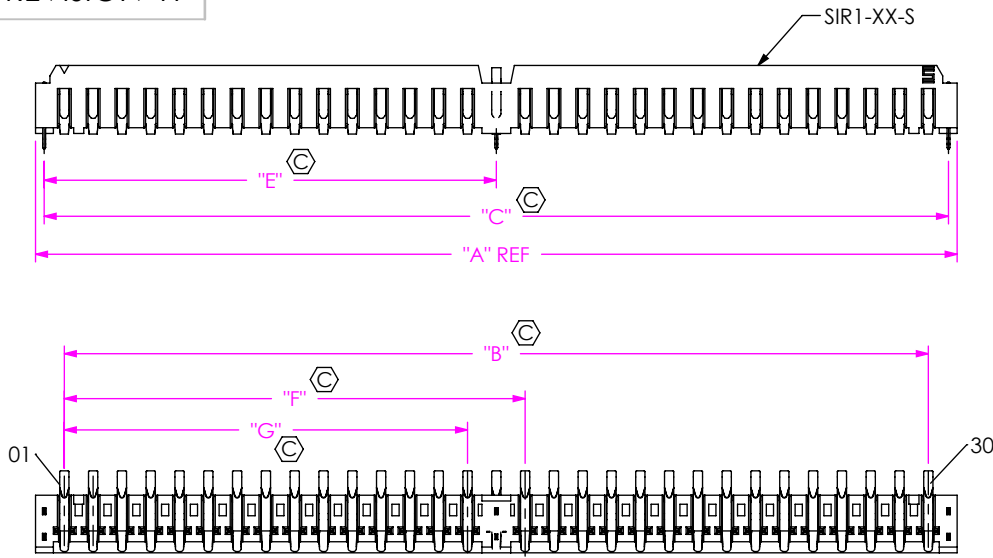 SIR1-XX-S
"E" C
"C" C
"A" REF
"B" C
"F" C
"G" C
01
30